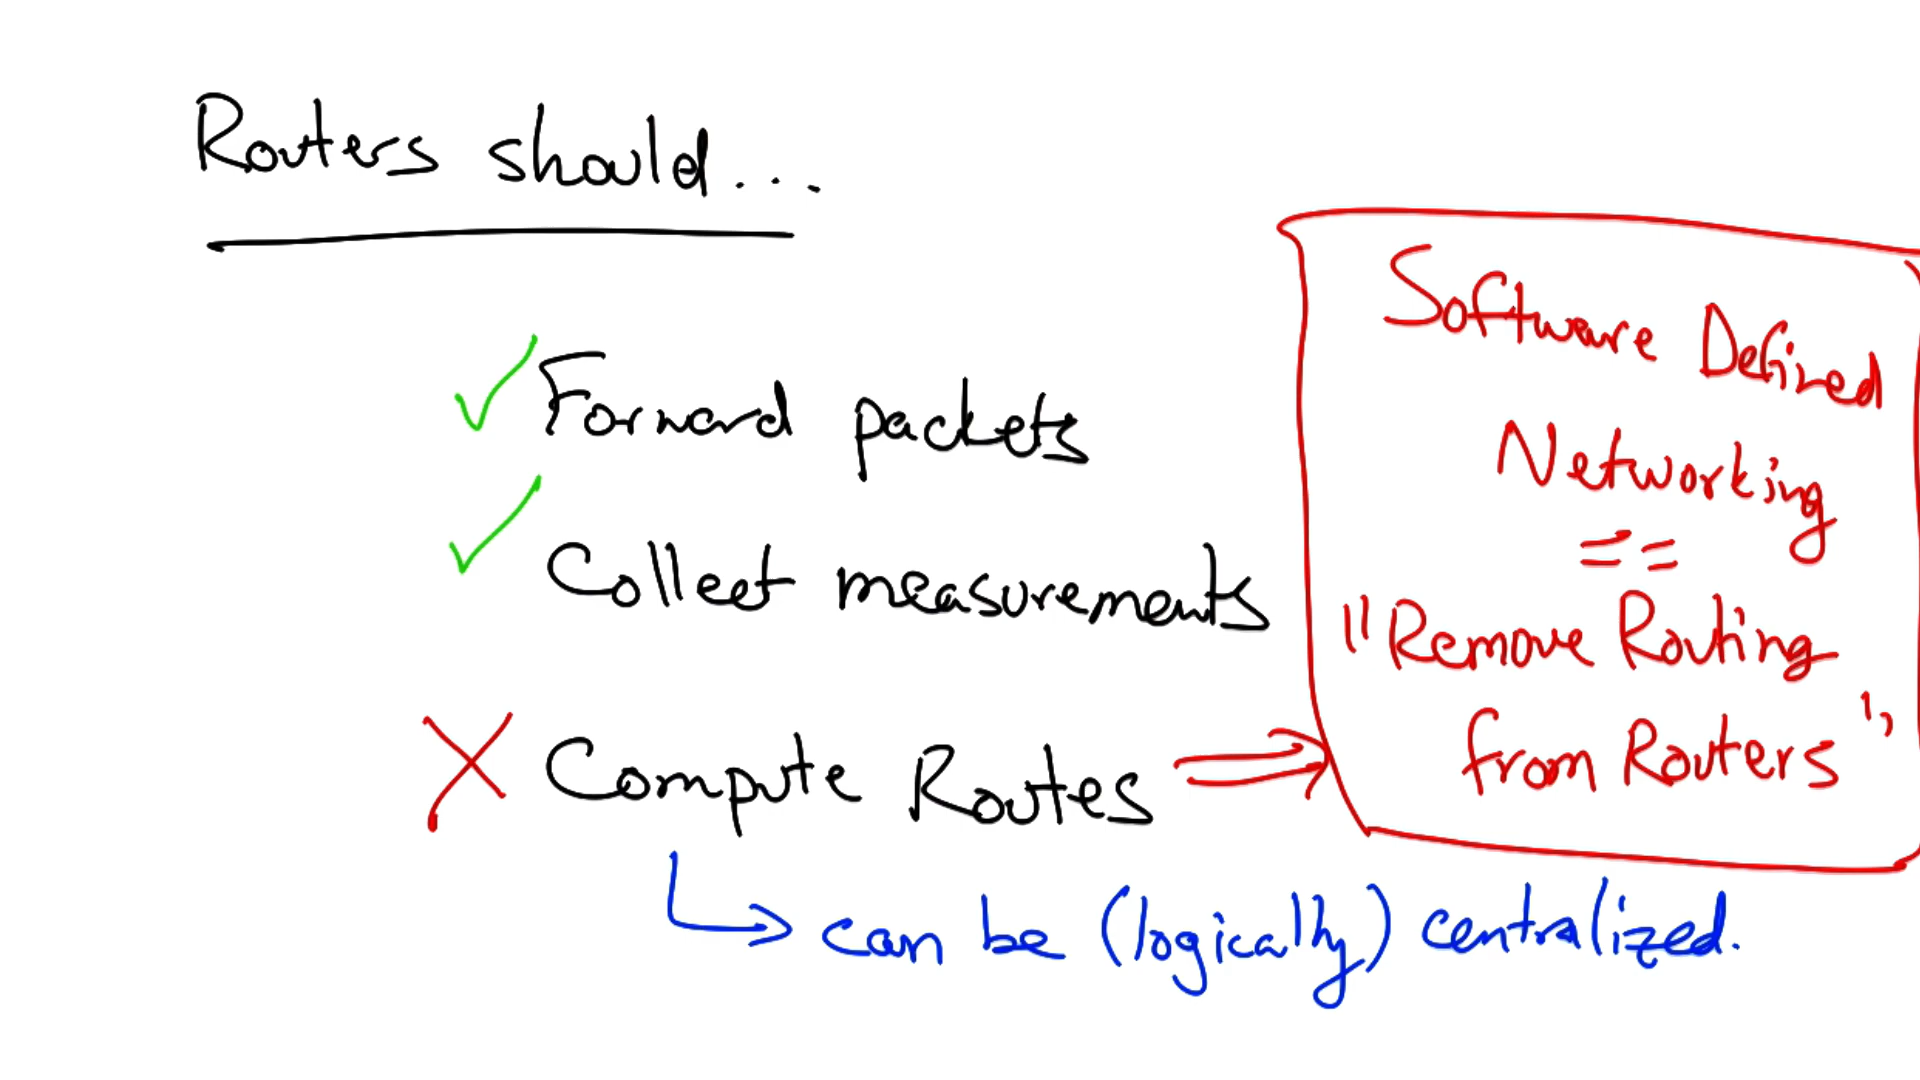 Routers should...
✓ Forward packets
✓ Collect measurements
✗ Compute Routes ⇒
↳ can be (logically) centralized.
Software Defined
Networking
==
"Remove Routing
from Routers"